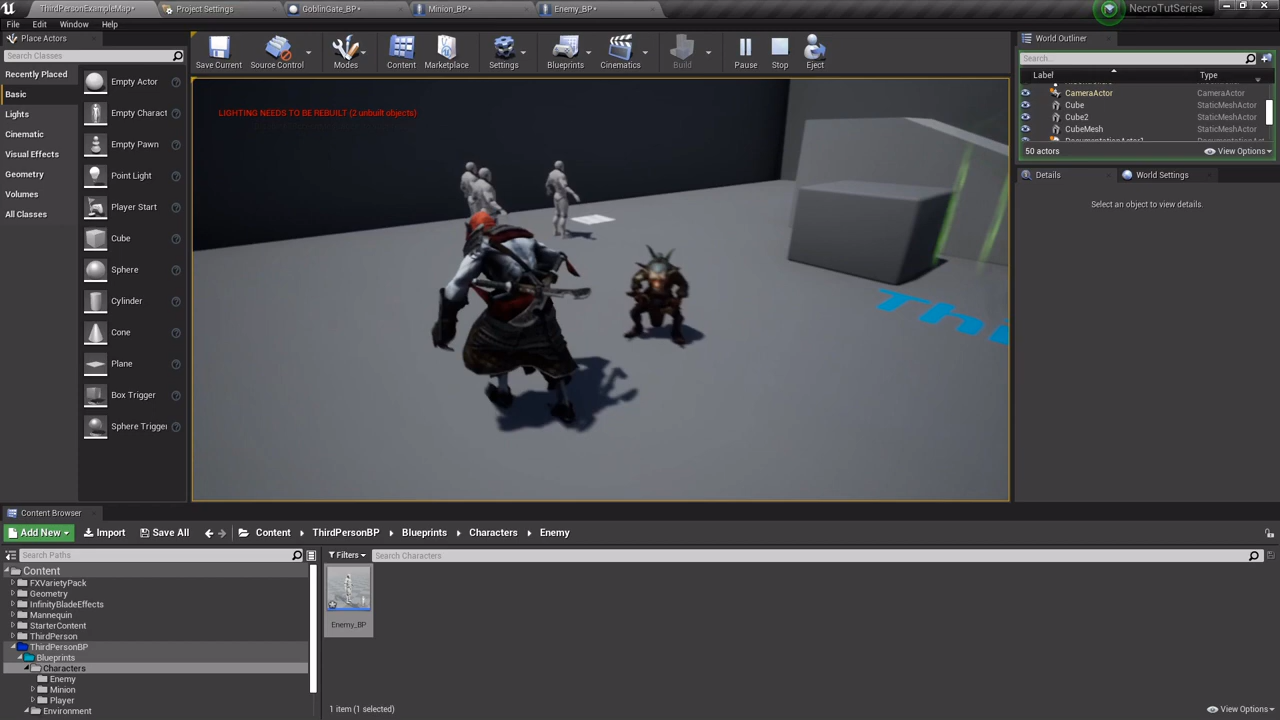 ThirdPersonExampleMap*
Project Settings
GoblinGate_BP*
Minion_BP*
Enemy_BP*
NecroTutSeries
File Edit Window Help
Place Actors
Search Classes
Recently Placed
Basic
Lights
Cinematic
Visual Effects
Geometry
Volumes
All Classes
Empty Actor
Empty Charact
Empty Pawn
Point Light
Player Start
Cube
Sphere
Cylinder
Cone
Plane
Box Trigger
Sphere Trigge
Save Current
Source Control
Modes
Content
Marketplace
Settings
Blueprints
Cinematics
Build
Pause
Stop
Eject
LIGHTING NEEDS TO BE REBUILT (2 unbuilt objects)
Thi
World Outliner
Search...
Label Type
CameraActor CameraActor
Cube StaticMeshActor
Cube2 StaticMeshActor
CubeMesh StaticMeshActor
50 actors
View Options
Details
World Settings
Select an object to view details.
Content Browser
Add New
Import
Save All
Content ThirdPersonBP Blueprints Characters Enemy
Search Paths
Filters
Search Characters
Content
FXVarietyPack
Geometry
InfinityBladeEffects
Mannequin
StarterContent
ThirdPerson
ThirdPersonBP
Blueprints
Characters
Enemy
Minion
Player
Environment
Enemy_BP
1 item (1 selected)
View Options